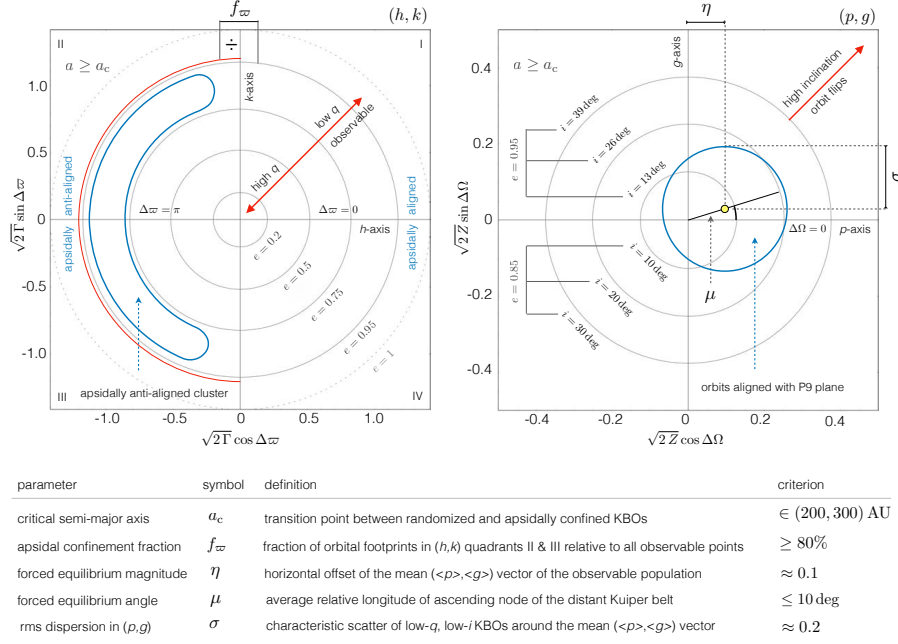 f_ϖ
(h, k)
II
÷
I
a ≥ a_c
k-axis
low q
observable
high q
apsidally anti-aligned
Δϖ = π
Δϖ = 0
apsidally aligned
h-axis
e = 0.2
e = 0.5
e = 0.75
e = 0.95
e = 1
III
apsidally anti-aligned cluster
IV
1.0
0.5
0
-0.5
-1.0
√2Γ sin Δϖ
-1.0
-0.5
0
0.5
1.0
√2Γ cos Δϖ
η
(p, g)
a ≥ a_c
g-axis
high inclination
orbit flips
e = 0.95
i = 39 deg
i = 26 deg
i = 13 deg
σ
ΔΩ = 0
p-axis
μ
e = 0.85
i = 10 deg
i = 20 deg
i = 30 deg
orbits aligned with P9 plane
0.4
0.2
0
-0.2
-0.4
√2Z sin ΔΩ
-0.4
-0.2
0
0.2
0.4
√2Z cos ΔΩ
parameter symbol definition criterion
critical semi-major axis a_c transition point between randomized and apsidally confined KBOs ∈ (200, 300) AU
apsidal confinement fraction f_ϖ fraction of orbital footprints in (h,k) quadrants II & III relative to all observable points ≥ 80%
forced equilibrium magnitude η horizontal offset of the mean (<p>,<g>) vector of the observable population ≈ 0.1
forced equilibrium angle μ average relative longitude of ascending node of the distant Kuiper belt ≤ 10 deg
rms dispersion in (p,g) σ characteristic scatter of low-q, low-i KBOs around the mean (<p>,<g>) vector ≈ 0.2